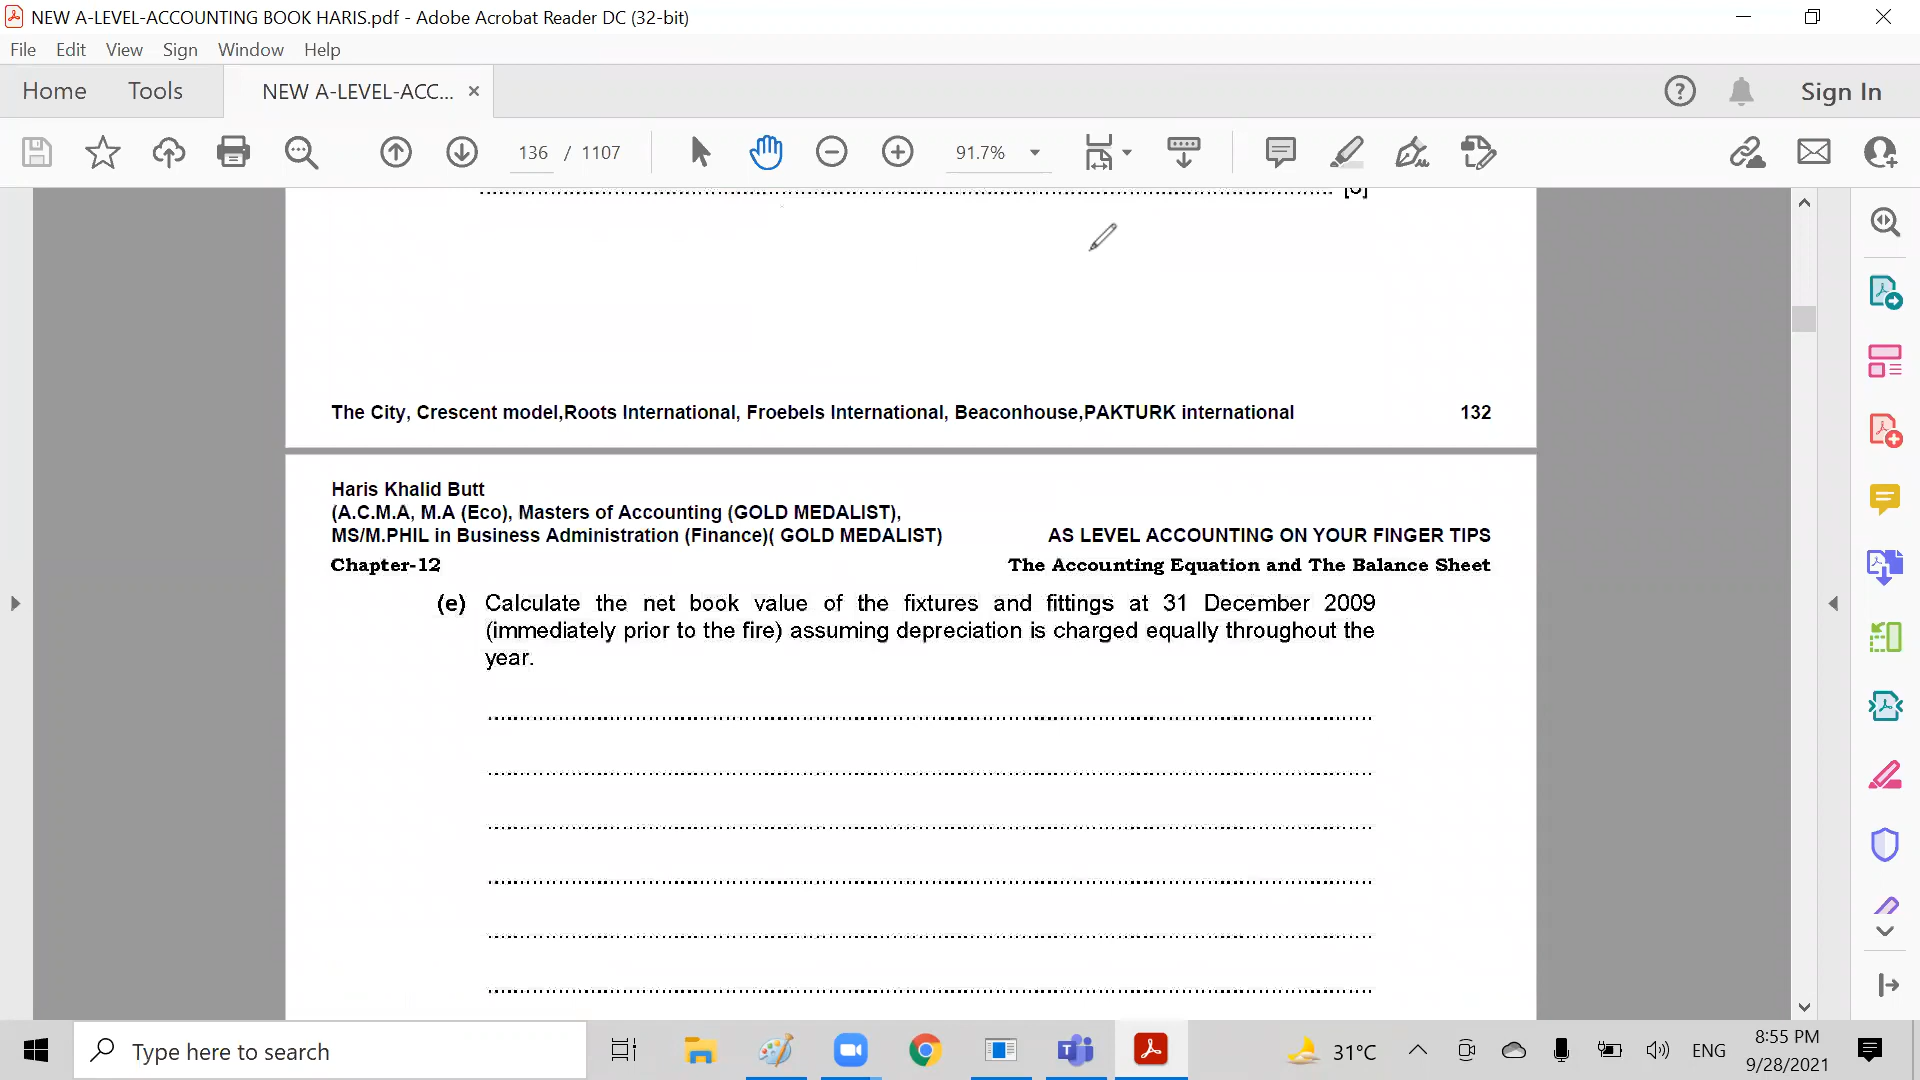 NEW A-LEVEL-ACCOUNTING BOOK HARIS.pdf - Adobe Acrobat Reader DC (32-bit)
File Edit View Sign Window Help
Home Tools NEW A-LEVEL-ACC... × Sign In
136 / 1107 91.7%
The City, Crescent model,Roots International, Froebels International, Beaconhouse,PAKTURK international 132
Haris Khalid Butt
(A.C.M.A, M.A (Eco), Masters of Accounting (GOLD MEDALIST),
MS/M.PHIL in Business Administration (Finance)( GOLD MEDALIST) AS LEVEL ACCOUNTING ON YOUR FINGER TIPS
Chapter-12 The Accounting Equation and The Balance Sheet
(e) Calculate the net book value of the fixtures and fittings at 31 December 2009
(immediately prior to the fire) assuming depreciation is charged equally throughout the
year.
Type here to search
31°C ENG 8:55 PM
9/28/2021